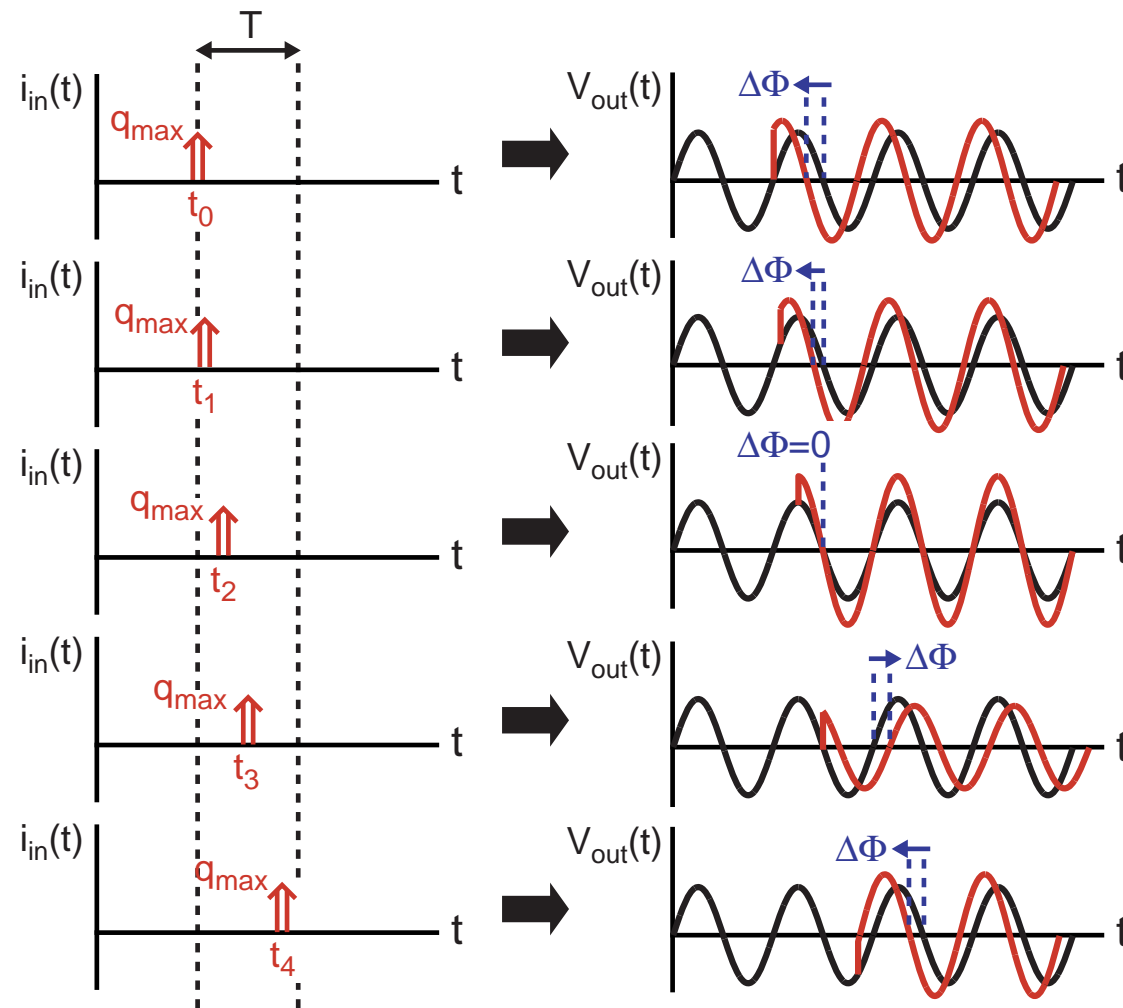 T
i_in(t)
q_max
t_0
t
V_out(t)
ΔΦ
t
i_in(t)
q_max
t_1
t
V_out(t)
ΔΦ
t
i_in(t)
q_max
t_2
t
V_out(t)
ΔΦ=0
t
i_in(t)
q_max
t_3
t
V_out(t)
ΔΦ
t
i_in(t)
q_max
t_4
t
V_out(t)
ΔΦ
t